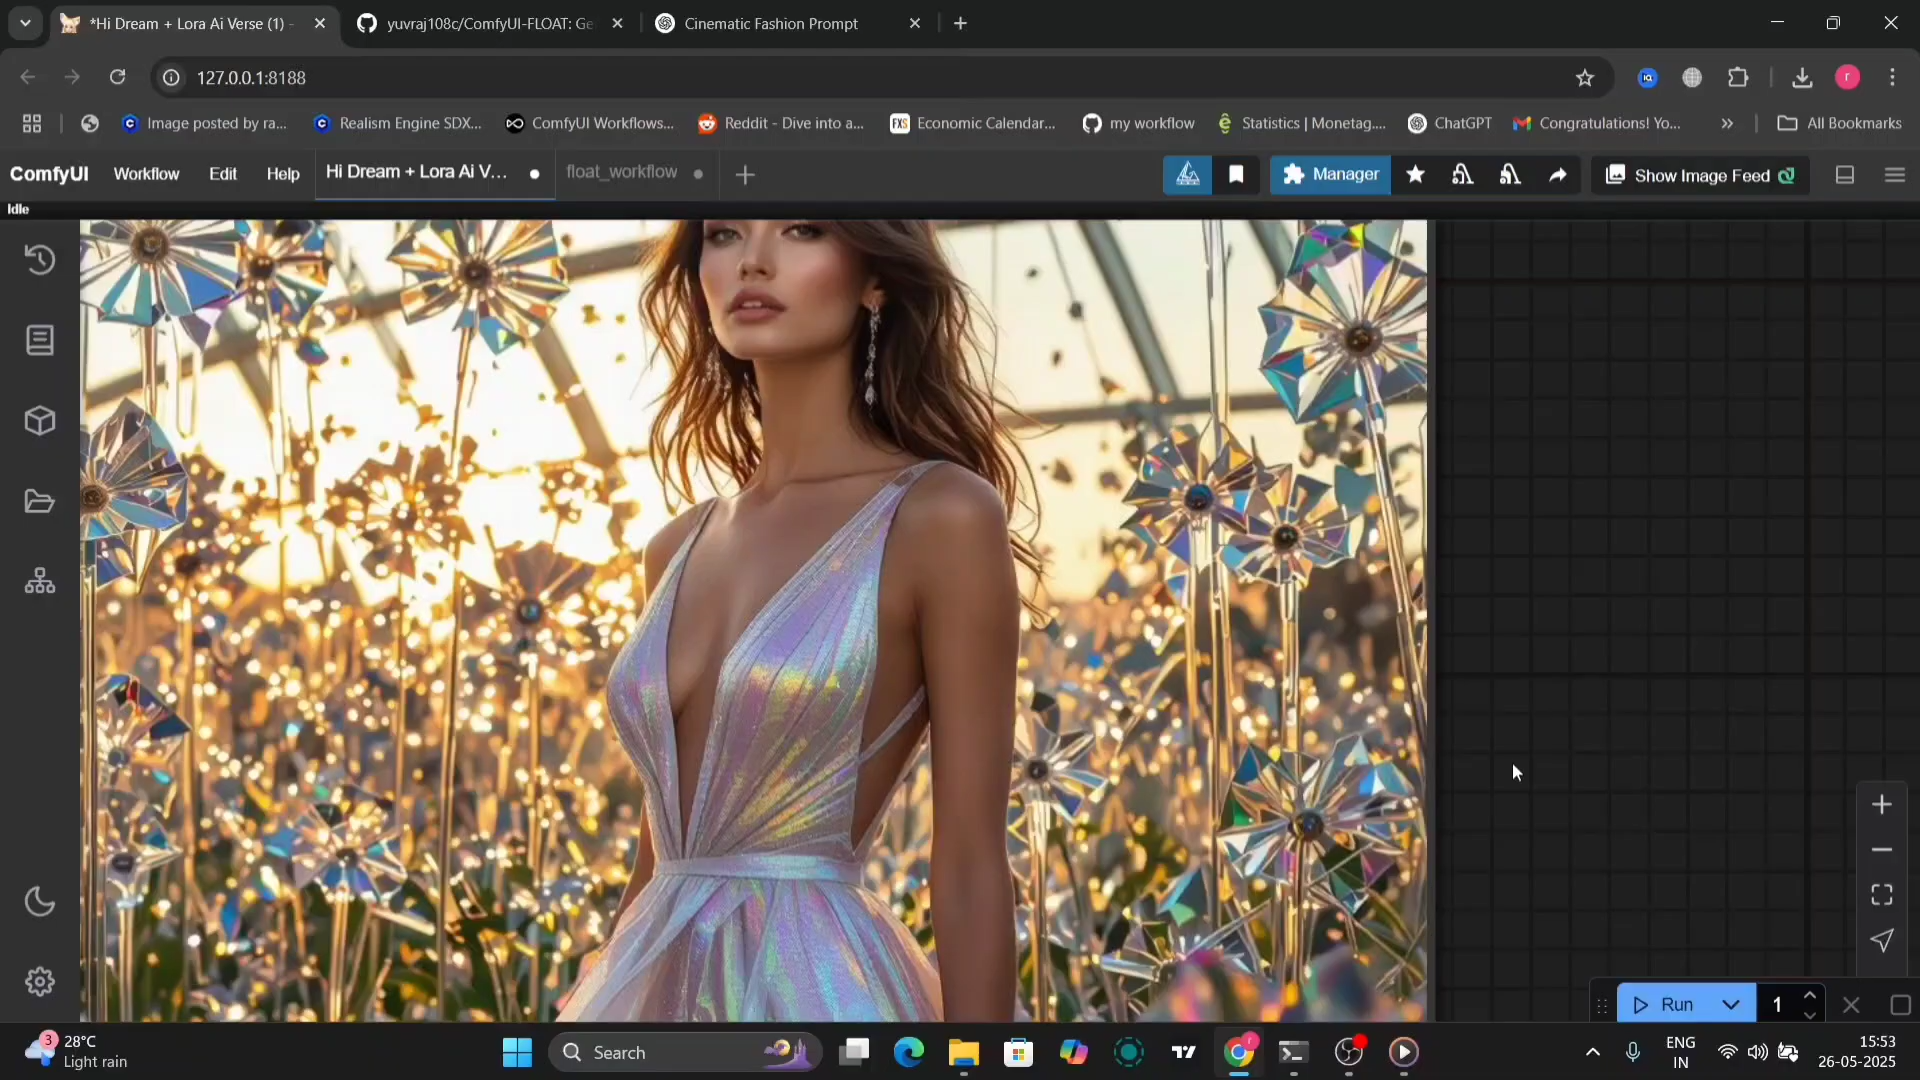 *Hi Dream + Lora Ai Verse (1) -
yuvraj108c/ComfyUI-FLOAT: Ge
Cinematic Fashion Prompt
127.0.0.1:8188
Image posted by ra...
Realism Engine SDX...
ComfyUI Workflows...
Reddit - Dive into a...
FXS
Economic Calendar...
my workflow
Statistics | Monetag....
ChatGPT
Congratulations! Yo...
All Bookmarks
ComfyUI
Workflow
Edit
Help
Hi Dream + Lora Ai V...
float_workflow
Manager
Show Image Feed
Idle
Run
1
3
28°C
Light rain
Search
ENG
IN
15:53
26-05-2025